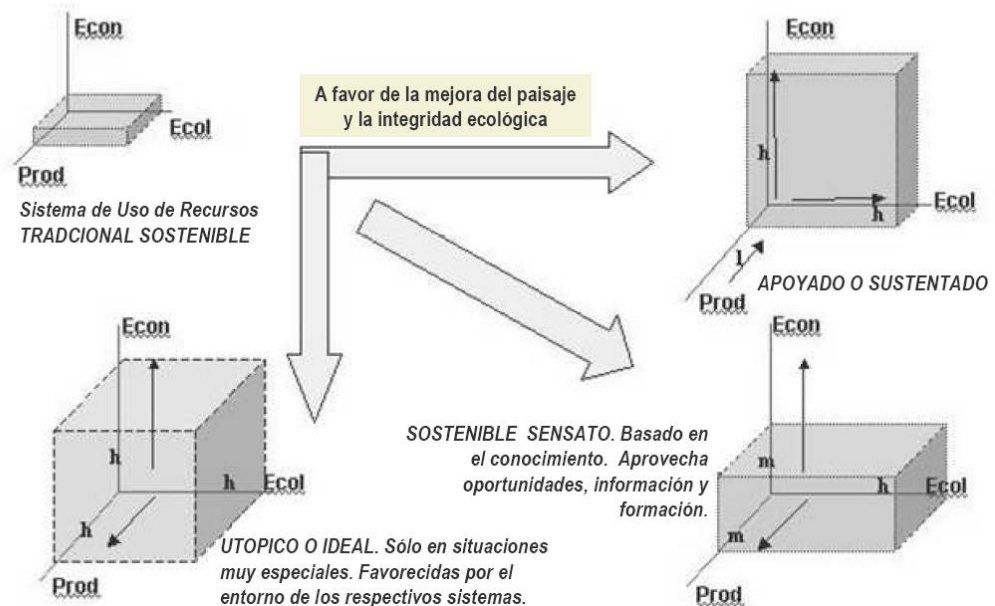 Econ
Ecol
Prod
Sistema de Uso de Recursos
TRADCIONAL SOSTENIBLE
A favor de la mejora del paisaje
y la integridad ecológica
Econ
h
Ecol
h
l
Prod
APOYADO O SUSTENTADO
Econ
h
h
Ecol
h
Prod
UTOPICO O IDEAL. Sólo en situaciones
muy especiales. Favorecidas por el
entorno de los respectivos sistemas.
SOSTENIBLE SENSATO. Basado en
el conocimiento. Aprovecha
oportunidades, información y
formación.
Econ
m
h
Ecol
m
Prod